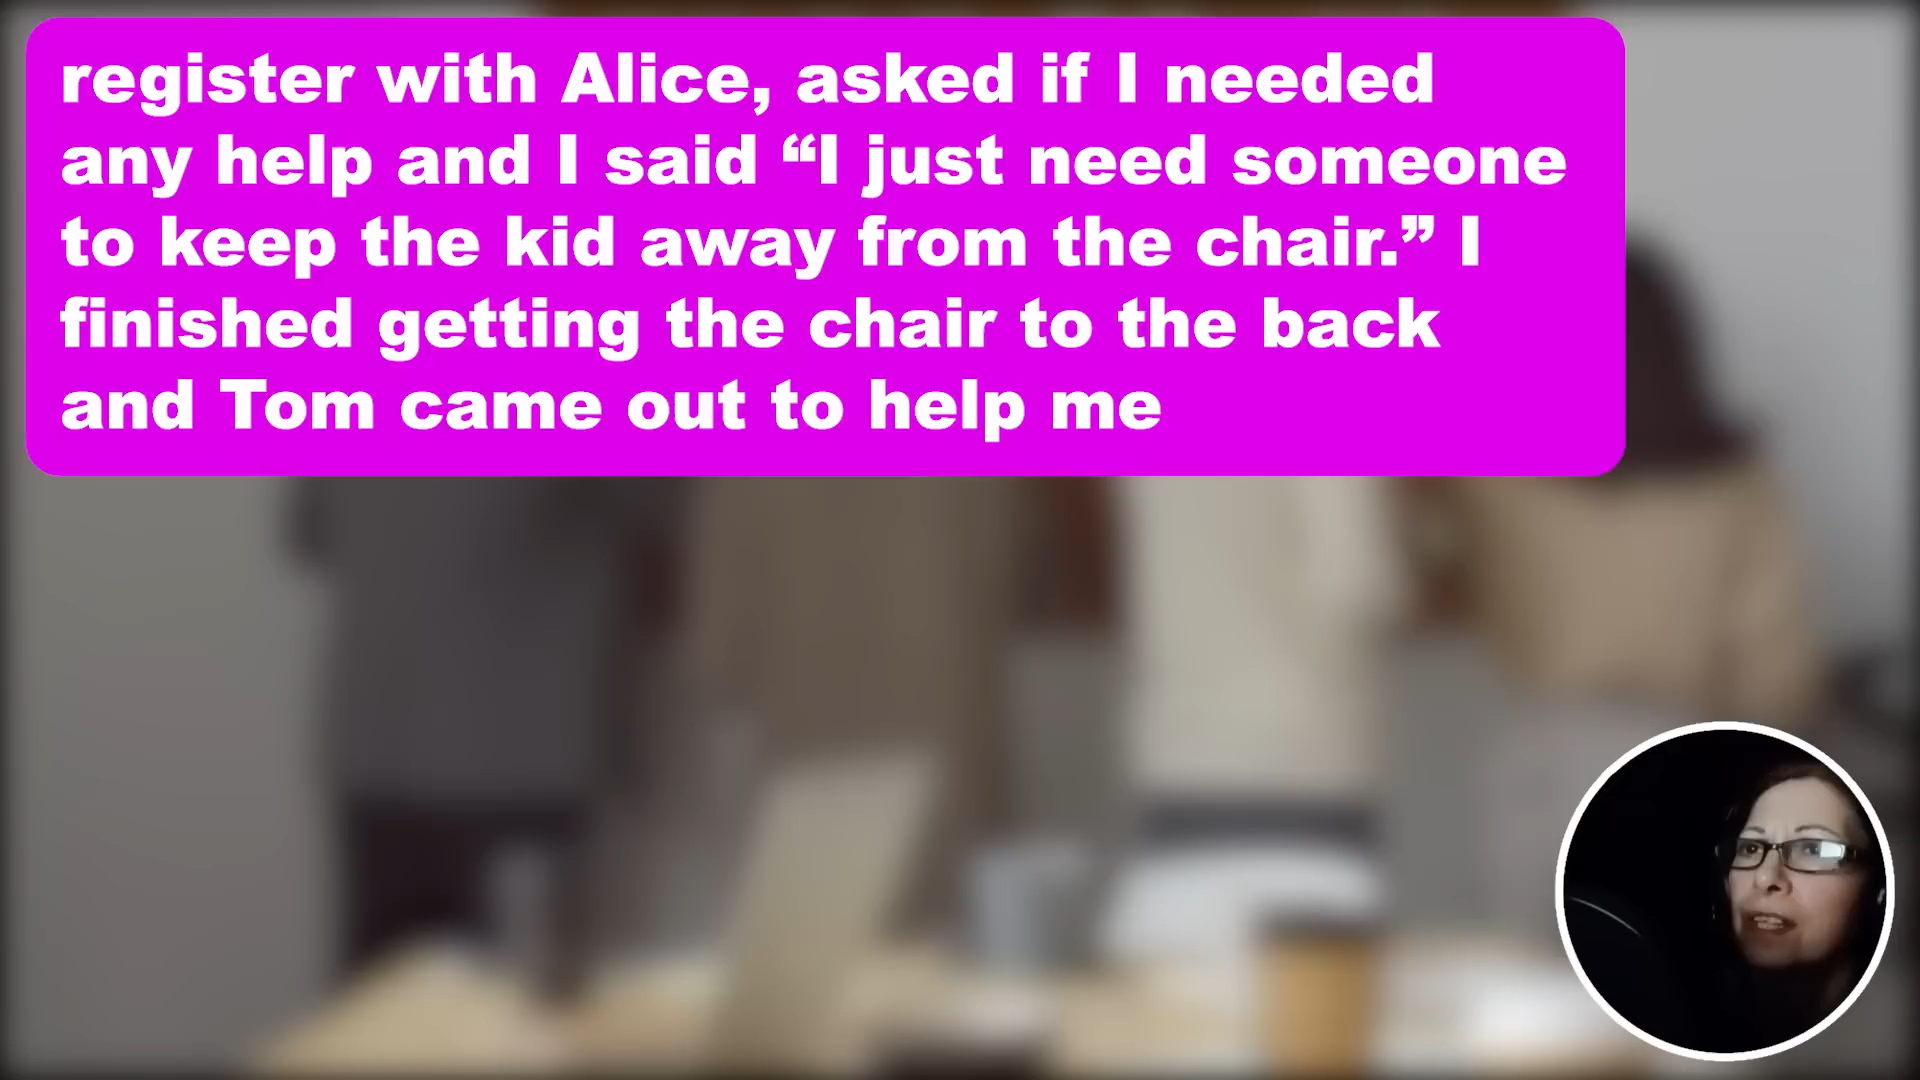 register with Alice, asked if I needed
any help and I said “I just need someone
to keep the kid away from the chair.” I
finished getting the chair to the back
and Tom came out to help me